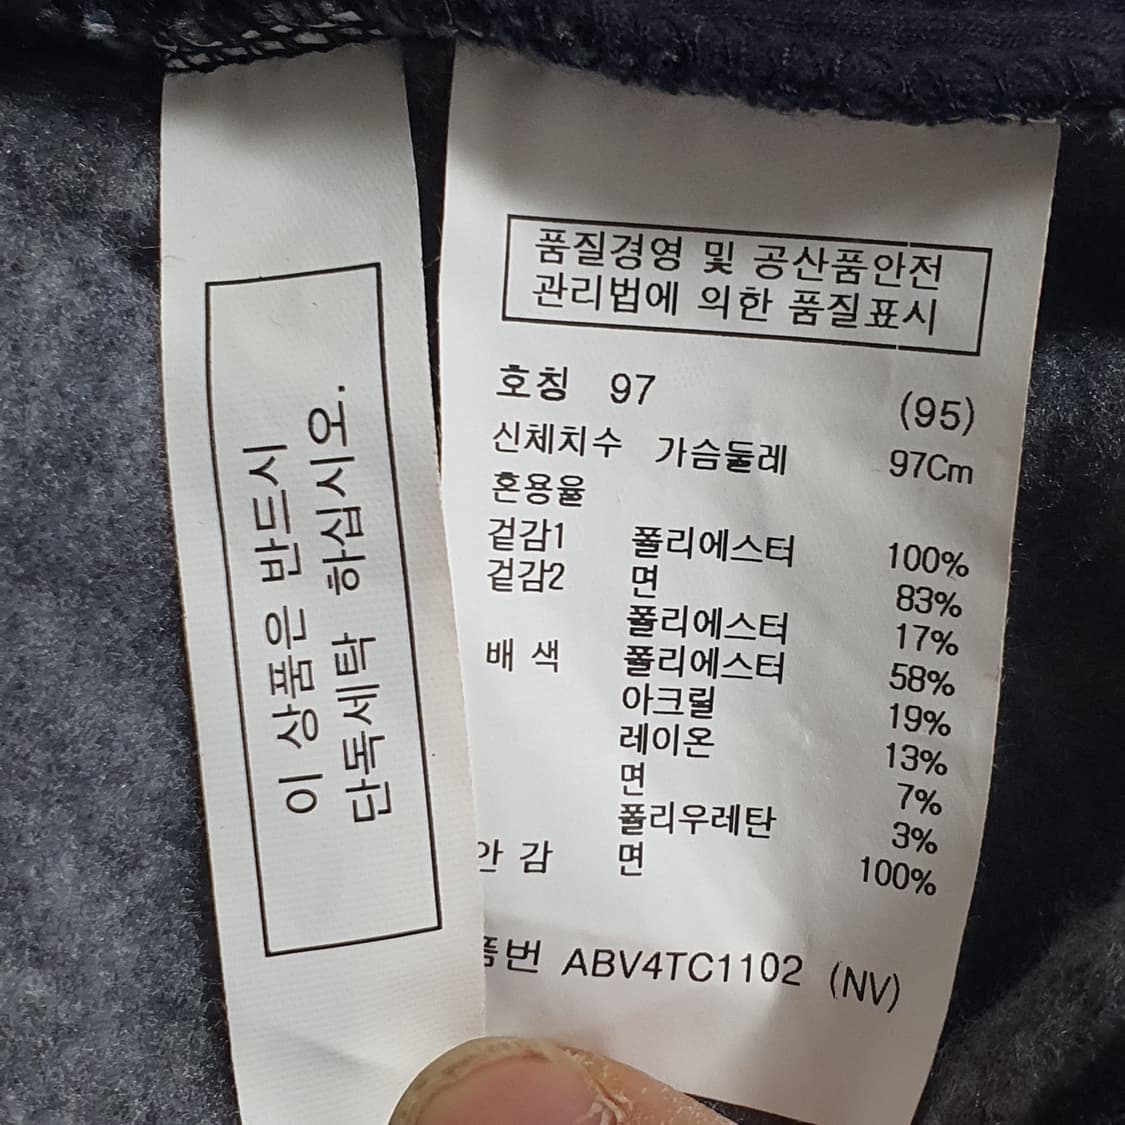 이 상품은 반드시
단독세탁 하십시오.
품질경영 및 공산품안전
관리법에 의한 품질표시
호칭 97 (95)
신체치수 가슴둘레 97Cm
혼용율
겉감1 폴리에스터 100%
겉감2 면 83%
폴리에스터 17%
배 색 폴리에스터 58%
아크릴 19%
레이온 13%
면 7%
폴리우레탄 3%
안 감 면 100%
품번 ABV4TC1102 (NV)